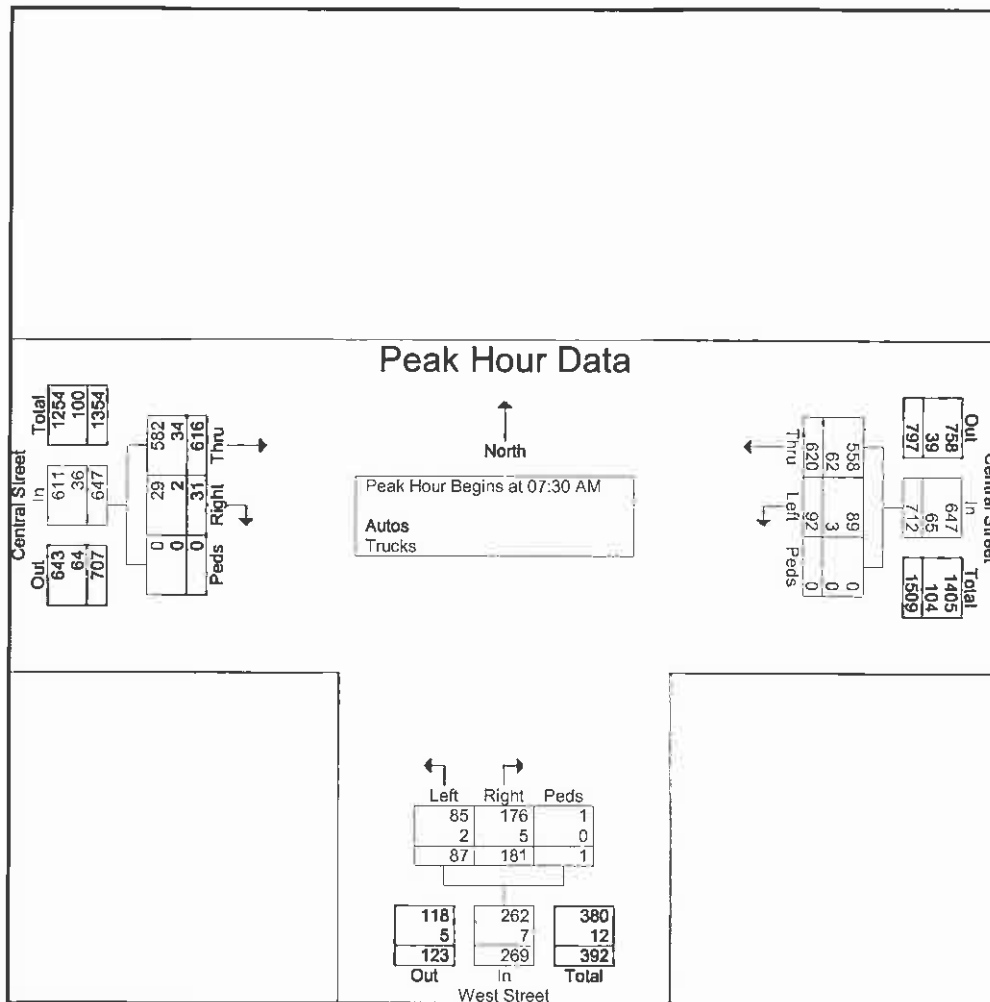 Peak Hour Data
North
Peak Hour Begins at 07:30 AM
Autos
Trucks
Central Street
Out In Total
643 611 1254
64 36 100
707 647 1354
Thru Right Peds
582 29 0
34 2 0
616 31 0
Central Street
Out In Total
758 647 1405
39 65 104
797 712 1509
Thru Left Peds
558 89 0
62 3 0
620 92 0
Left Right Peds
85 176 1
2 5 0
87 181 1
118 262 380
5 7 12
123 269 392
Out In Total
West Street